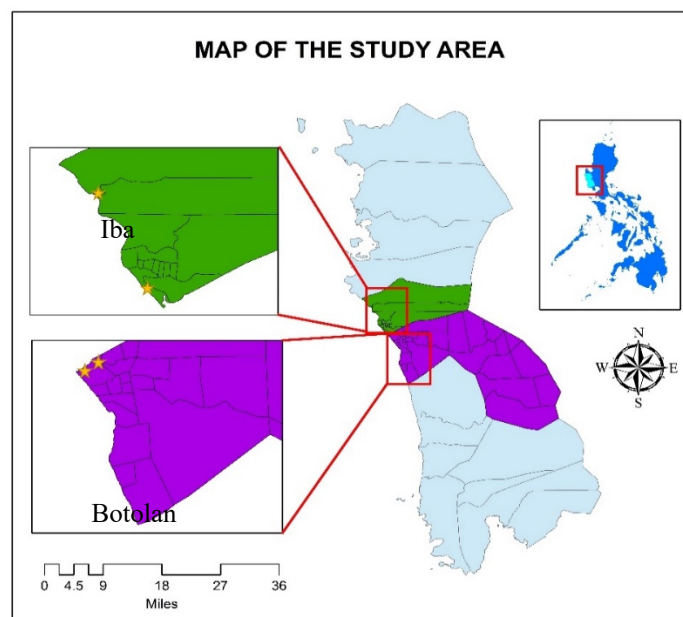 MAP OF THE STUDY AREA
Iba
Botolan
N
W E
S
0 4.5 9 18 27 36
Miles